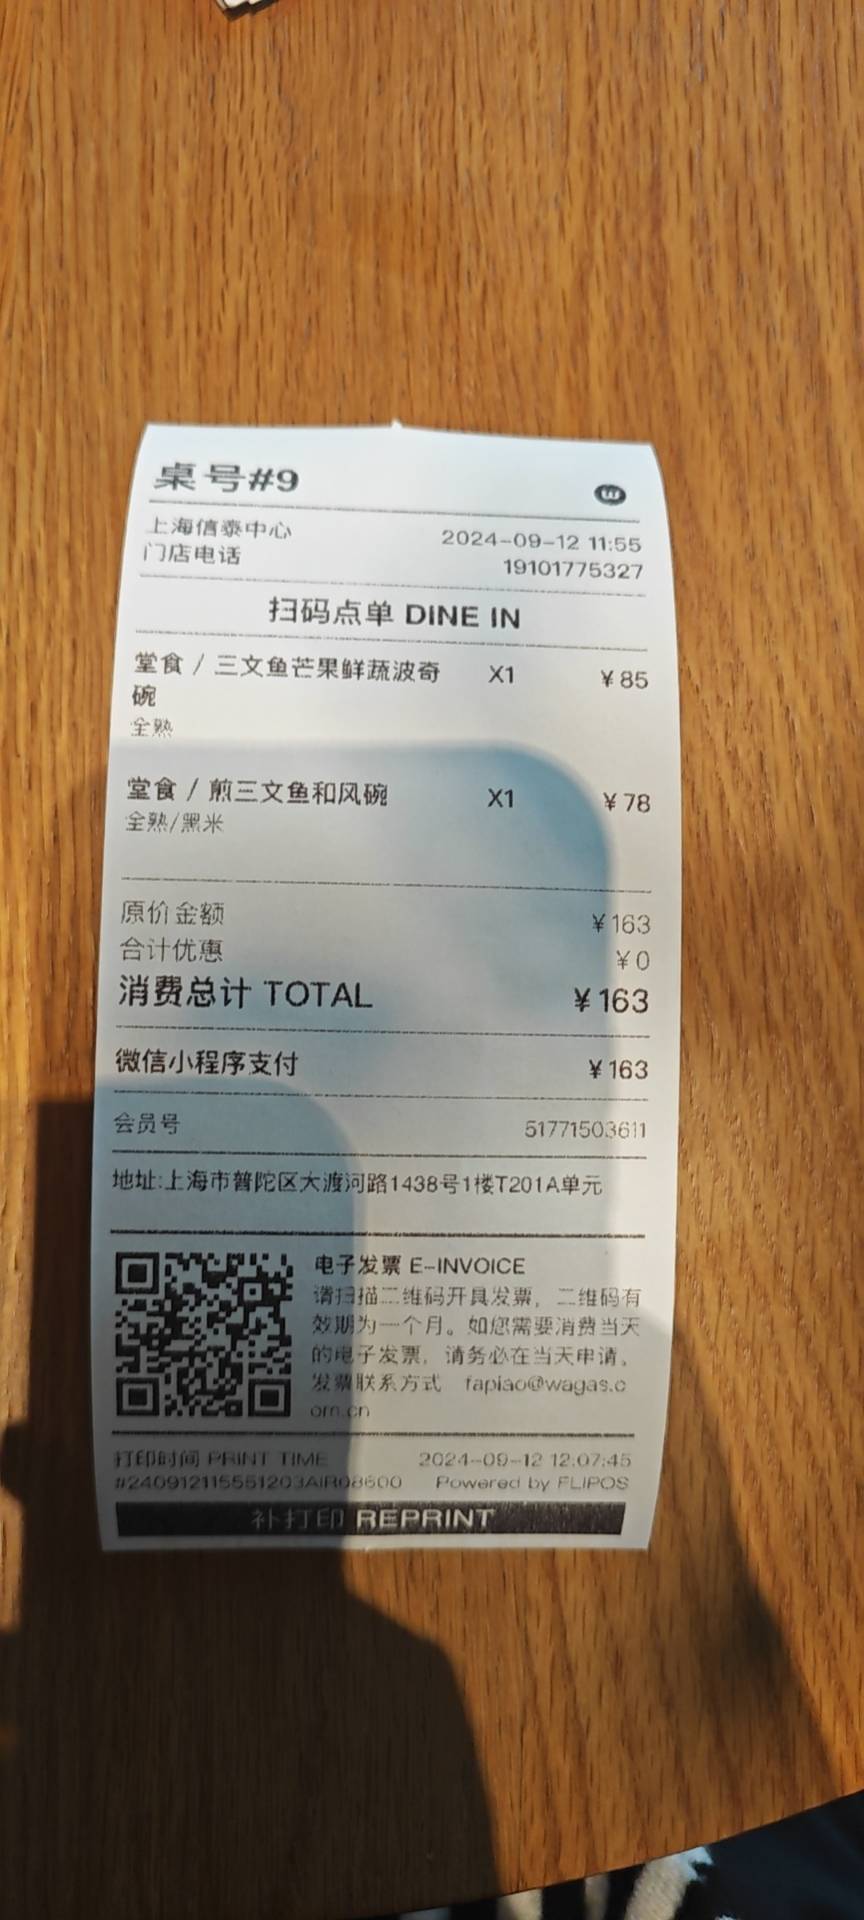 桌号#9
W
上海信泰中心 2024-09-12 11:55
门店电话 19101775327
扫码点单 DINE IN
堂食 / 三文鱼芒果鲜蔬波奇 X1 ¥85
碗
全熟
堂食 / 煎三文鱼和风碗 X1 ¥78
全熟/黑米
原价金额 ¥163
合计优惠 ¥0
消费总计 TOTAL ¥163
微信小程序支付 ¥163
会员号 51771503611
地址:上海市普陀区大渡河路1438号1楼T201A单元
电子发票 E-INVOICE
请扫描二维码开具发票，二维码有
效期为一个月。如您需要消费当天
的电子发票，请务必在当天申请。
发票联系方式 fapiao@wagas.c
om.cn
打印时间 PRINT TIME 2024-09-12 12:07:45
#2409121155551203AIR08600 Powered by FLIPOS
补打印 REPRINT